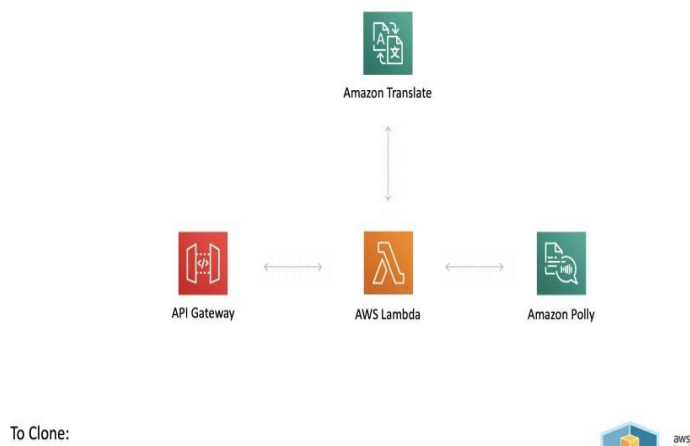 Amazon Translate
API Gateway
AWS Lambda
Amazon Polly
To Clone:
aws